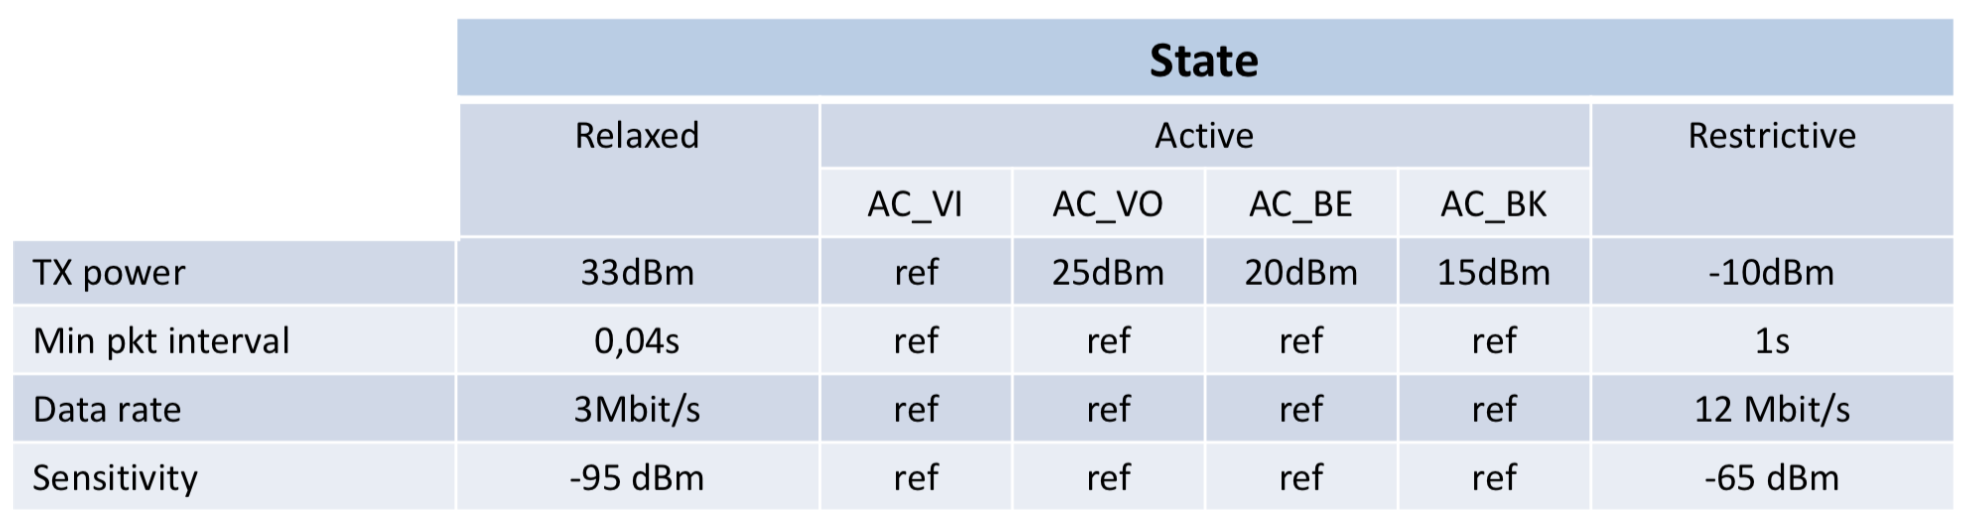 State
Relaxed Active Restrictive
AC_VI AC_VO AC_BE AC_BK
TX power 33dBm ref 25dBm 20dBm 15dBm -10dBm
Min pkt interval 0,04s ref ref ref ref 1s
Data rate 3Mbit/s ref ref ref ref 12 Mbit/s
Sensitivity -95 dBm ref ref ref ref -65 dBm